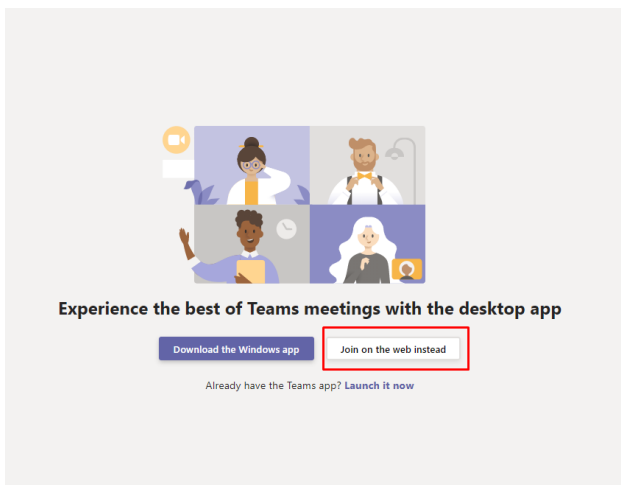 Experience the best of Teams meetings with the desktop app
Download the Windows app
Join on the web instead
Already have the Teams app? Launch it now